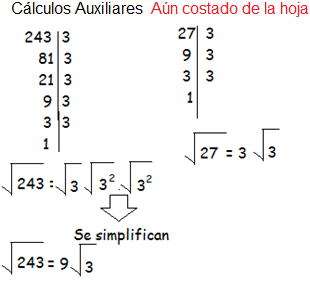 Cálculos Auxiliares Aún costado de la hoja
243 | 3
81 | 3
21 | 3
9 | 3
3 | 3
1
27 | 3
9 | 3
3 | 3
1
√27 = 3 √3
√243 = √3 √3² . √3²
Se simplifican
√243 = 9 √3